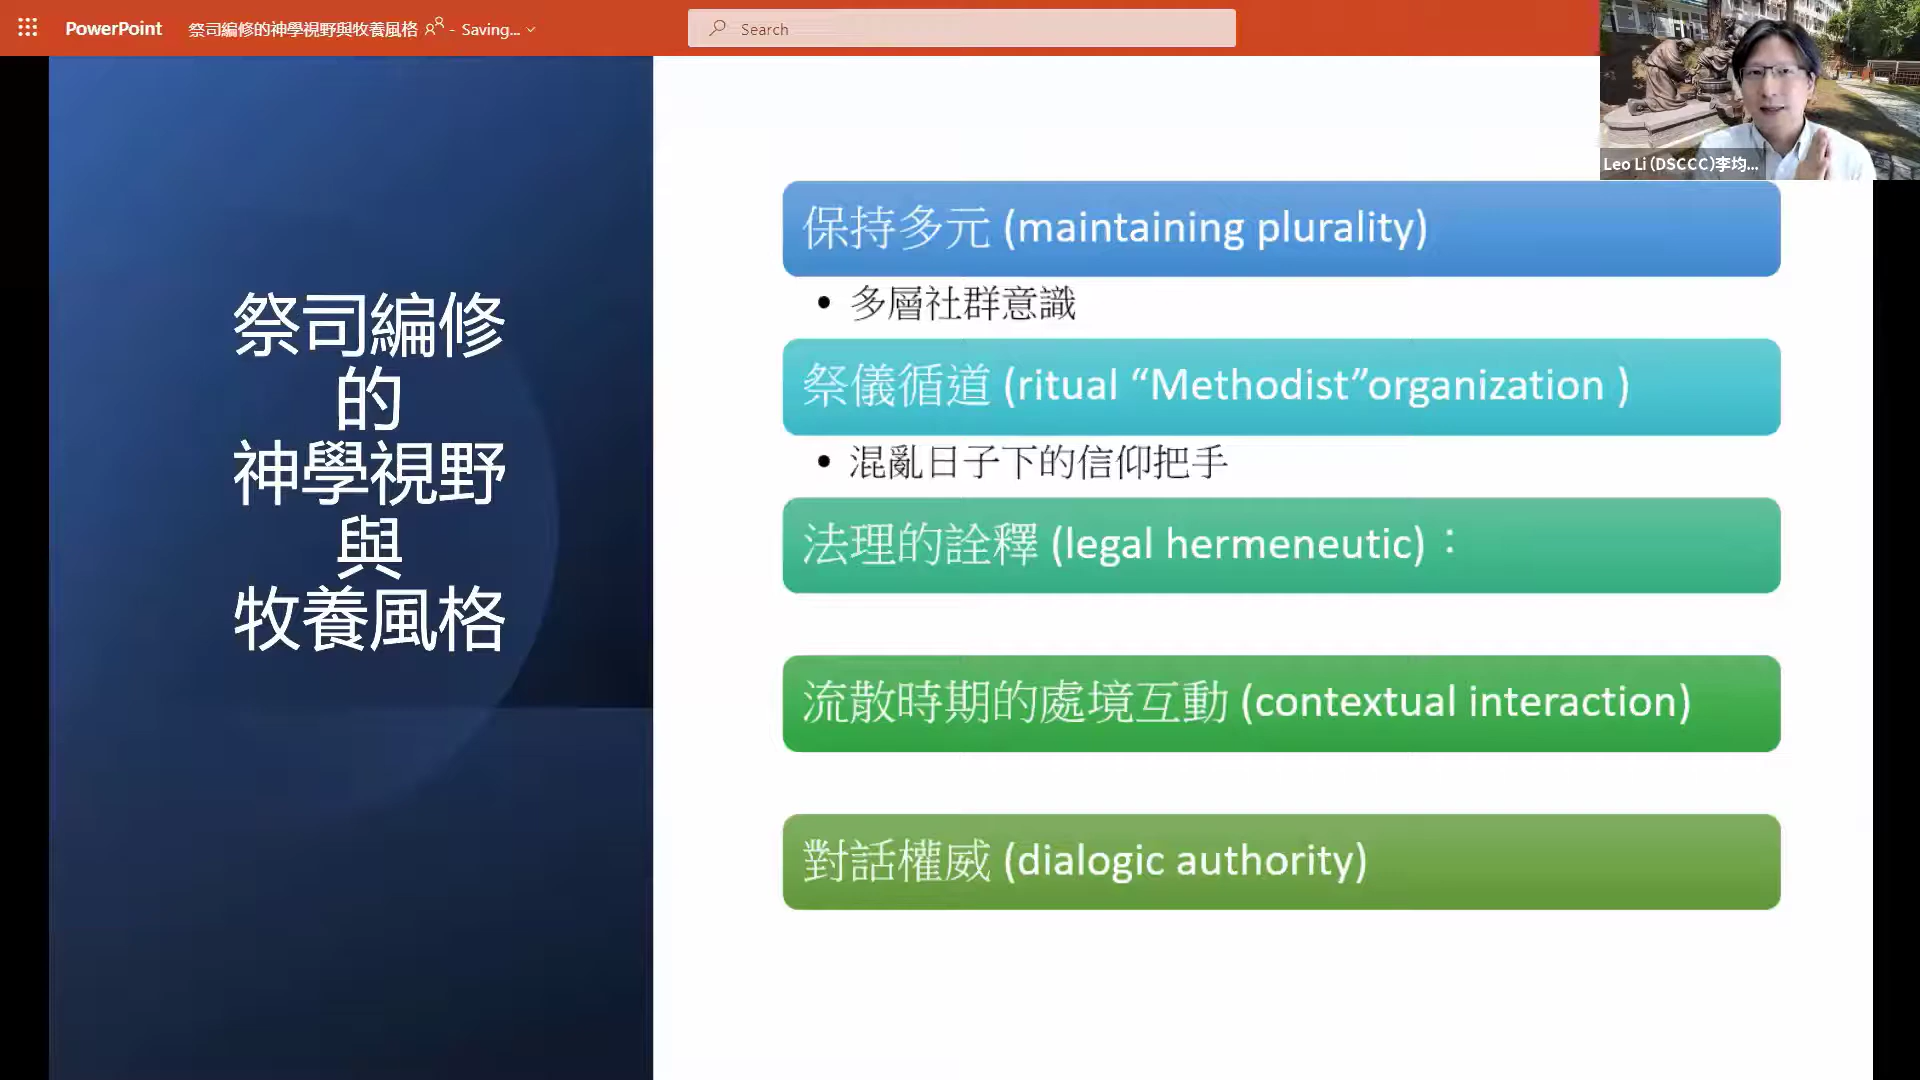 PowerPoint
祭司編修的神學視野與牧養風格 - Saving...
Search
Leo Li (DSCCC)李均...
祭司編修
的
神學視野
與
牧養風格
保持多元 (maintaining plurality)
• 多層社群意識
祭儀循道 (ritual “Methodist”organization )
• 混亂日子下的信仰把手
法理的詮釋 (legal hermeneutic)：
流散時期的處境互動 (contextual interaction)
對話權威 (dialogic authority)